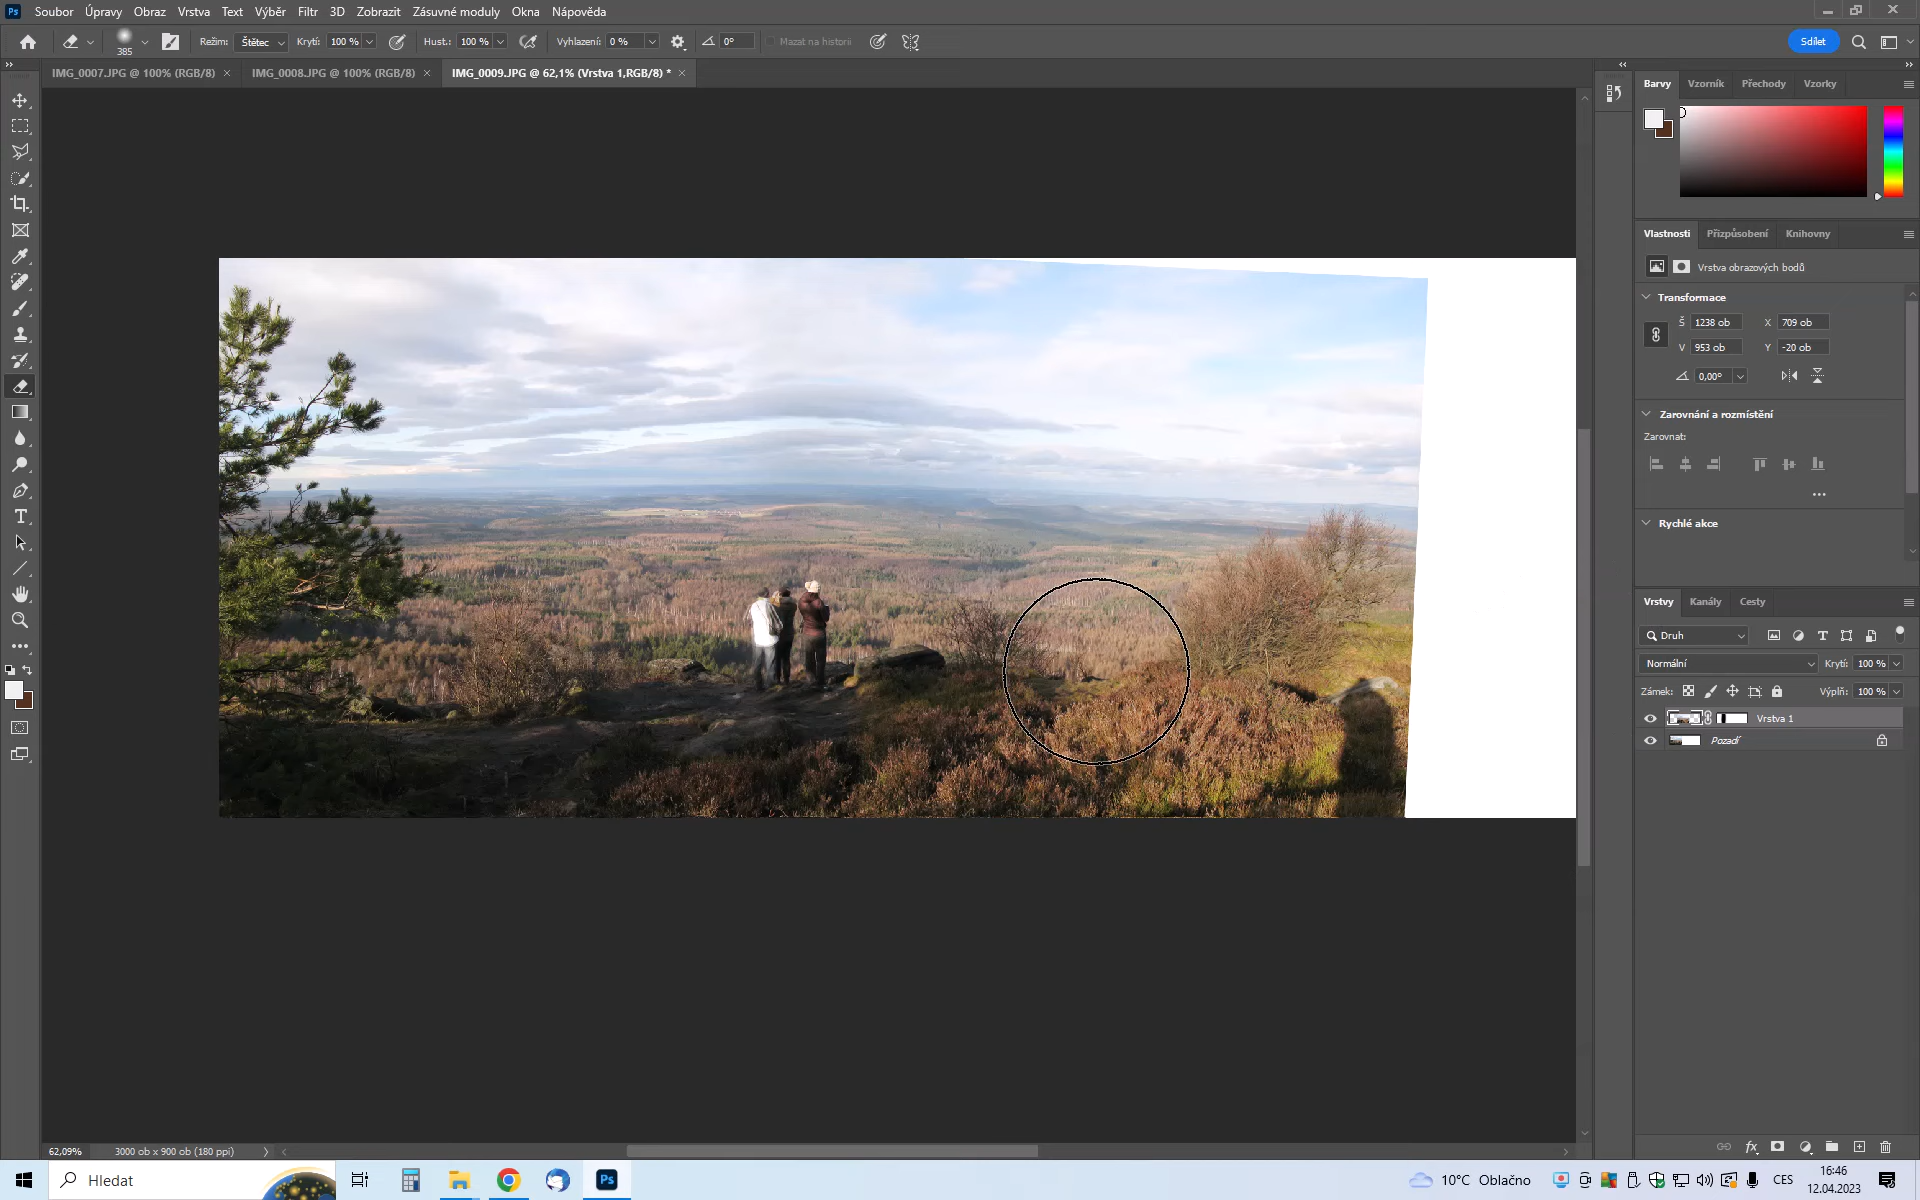 Ps Soubor Úpravy Obraz Vrstva Text Výběr Filtr 3D Zobrazit Zásuvné moduly Okna Nápověda
385 Režim: Štětec Krytí: 100 % Hust.: 100 % Vyhlazení: 0 % 0° Mazat na historii Sdílet
IMG_0007.JPG @ 100% (RGB/8) × IMG_0008.JPG @ 100% (RGB/8) × IMG_0009.JPG @ 62,1% (Vrstva 1,RGB/8) * ×
Barvy Vzorník Přechody Vzorky
Vlastnosti Přizpůsobení Knihovny
Vrstva obrazových bodů
Transformace
Š 1238 ob X 709 ob
V 953 ob Y -20 ob
0,00°
Zarovnání a rozmístění
Zarovnat:
Rychlé akce
Vrstvy Kanály Cesty
Druh
Normální Krytí: 100 %
Zámek: Výplň: 100 %
Vrstva 1
Pozadí
62,09% 3000 ob x 900 ob (180 ppi)
fx
Hledat Ps 10°C Oblačno CES 16:46
12.04.2023